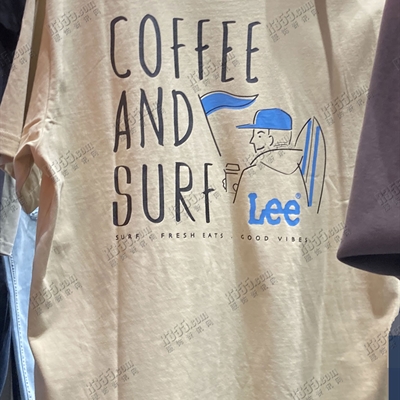 COFFEE
AND
SURF
Lee®
SURF . FRESH EATS . GOOD VIBES